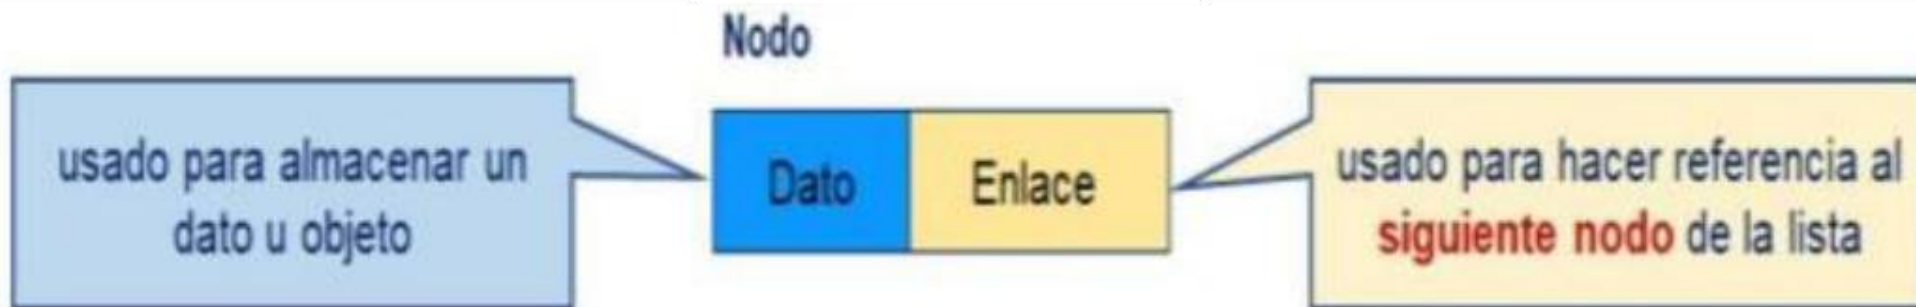 Nodo
usado para almacenar un
dato u objeto
Dato
Enlace
usado para hacer referencia al
siguiente nodo de la lista